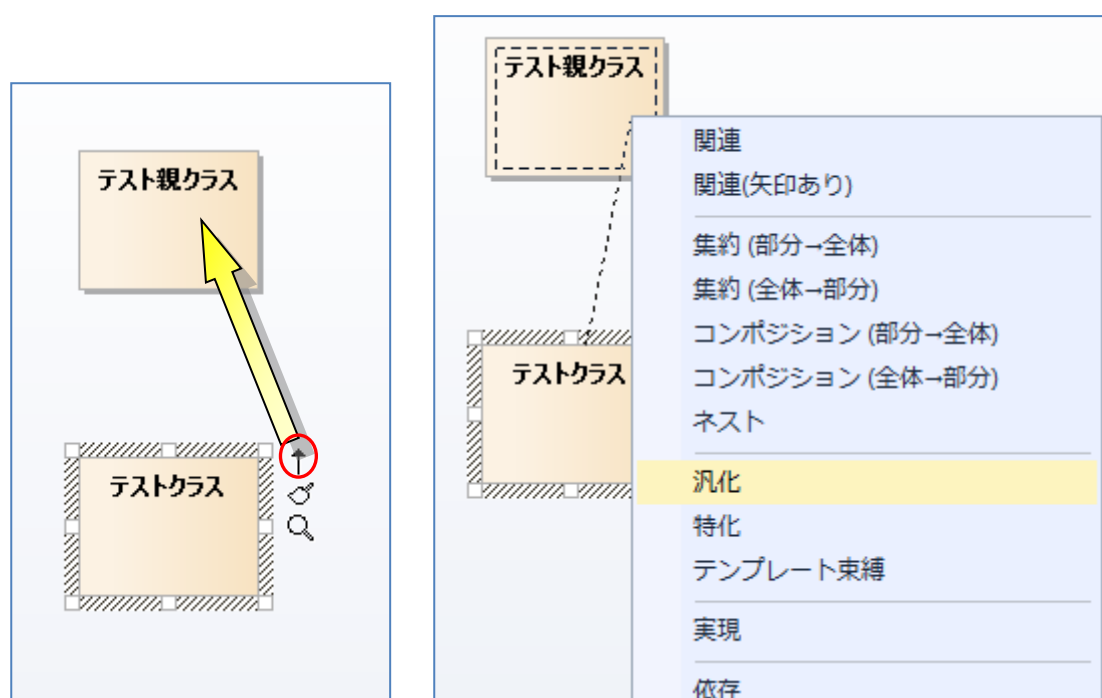 テスト親クラス
テストクラス
テスト親クラス
テストクラス
関連
関連(矢印あり)
集約 (部分→全体)
集約 (全体→部分)
コンポジション (部分→全体)
コンポジション (全体→部分)
ネスト
汎化
特化
テンプレート束縛
実現
依存